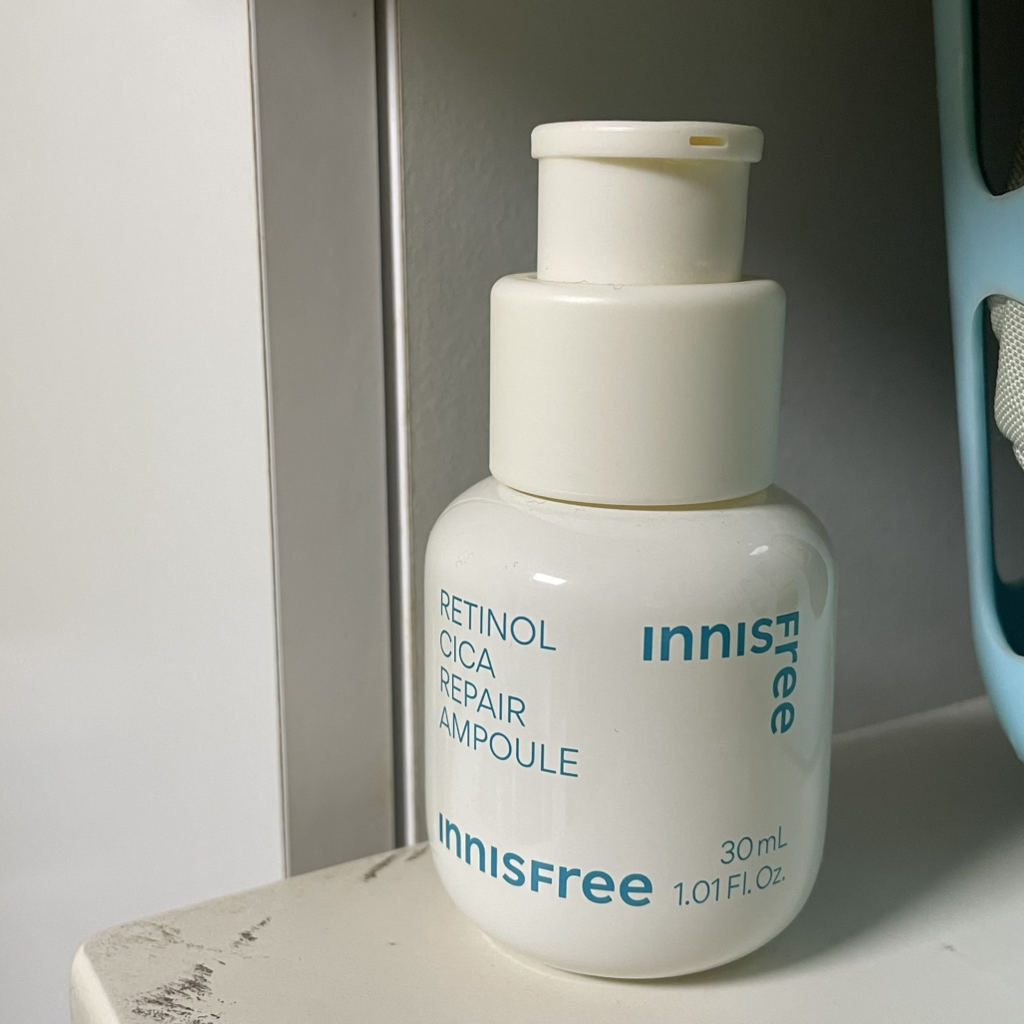 RETINOL
CICA
REPAIR
AMPOULE
INNISFree
INNISFree
30 mL
1.01 Fl. Oz.